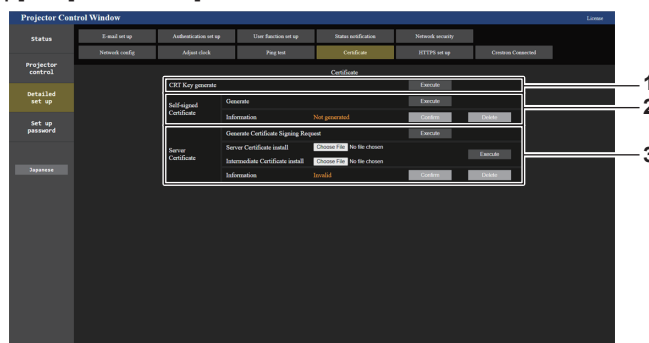 Projector Control Window
License
Status
E-mail set up
Authentication set up
User function set up
Status notification
Network security
Network config
Adjust clock
Ping test
Certificate
HTTPS set up
Crestron Connected
Projector
control
Detailed
set up
Set up
password
Japanese
Certificate
CRT Key generate
Execute
1
Self-signed
Certificate
Generate
Execute
2
Information
Not generated
Confirm
Delete
Server
Certificate
Generate Certificate Signing Request
Execute
Server Certificate install
Choose File No file chosen
Intermediate Certificate install
Choose File No file chosen
Execute
3
Information
Invalid
Confirm
Delete